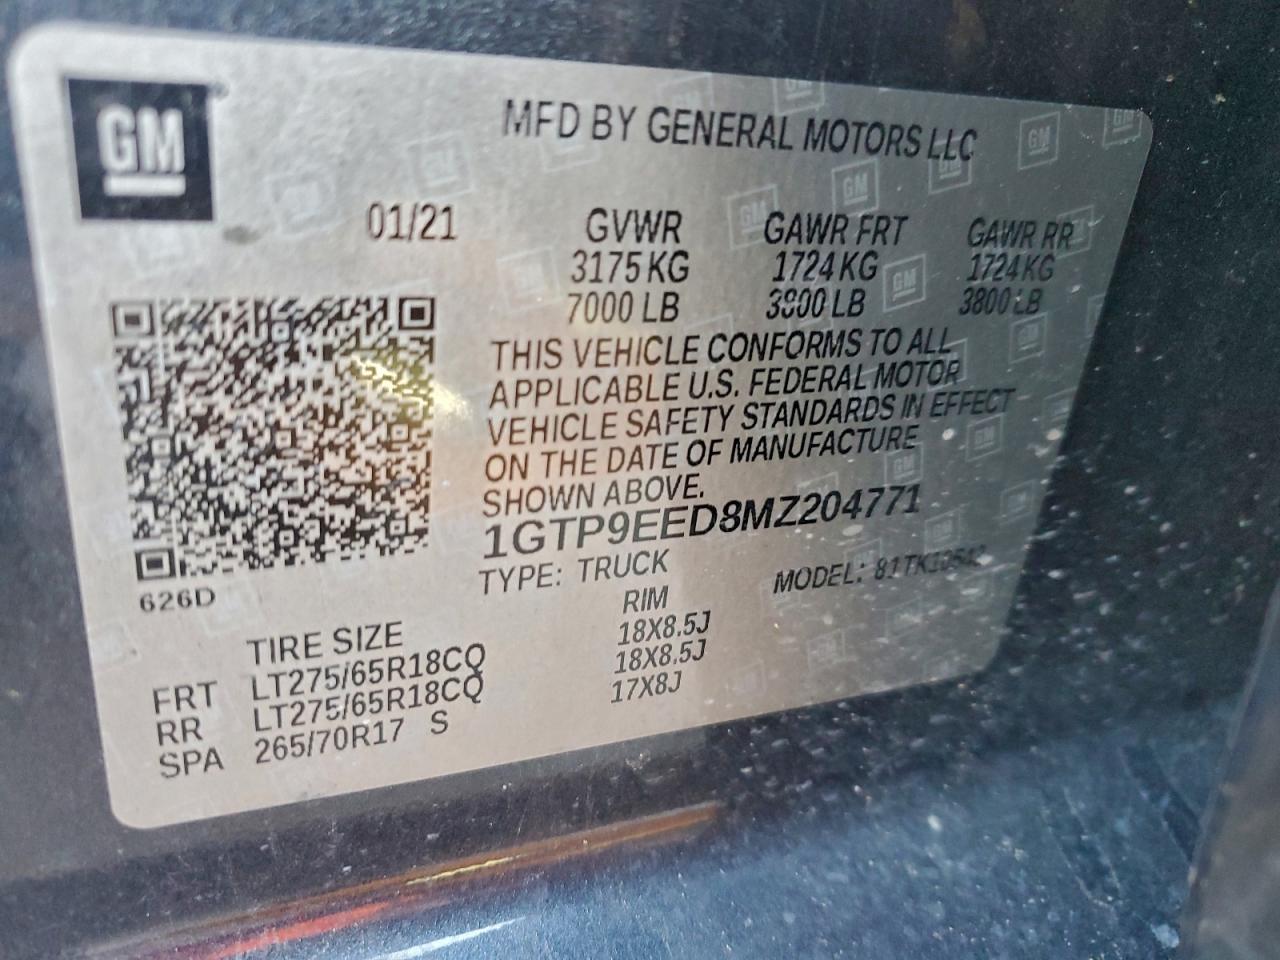 GM
MFD BY GENERAL MOTORS LLC
01/21 GVWR GAWR FRT GAWR RR
3175 KG 1724 KG 1724 KG
7000 LB 3800 LB 3800 LB
THIS VEHICLE CONFORMS TO ALL
APPLICABLE U.S. FEDERAL MOTOR
VEHICLE SAFETY STANDARDS IN EFFECT
ON THE DATE OF MANUFACTURE
SHOWN ABOVE.
1GTP9EED8MZ204771
TYPE: TRUCK MODEL:
626D
TIRE SIZE RIM
FRT LT275/65R18CQ 18X8.5J
RR LT275/65R18CQ 18X8.5J
SPA 265/70R17 S 17X8J